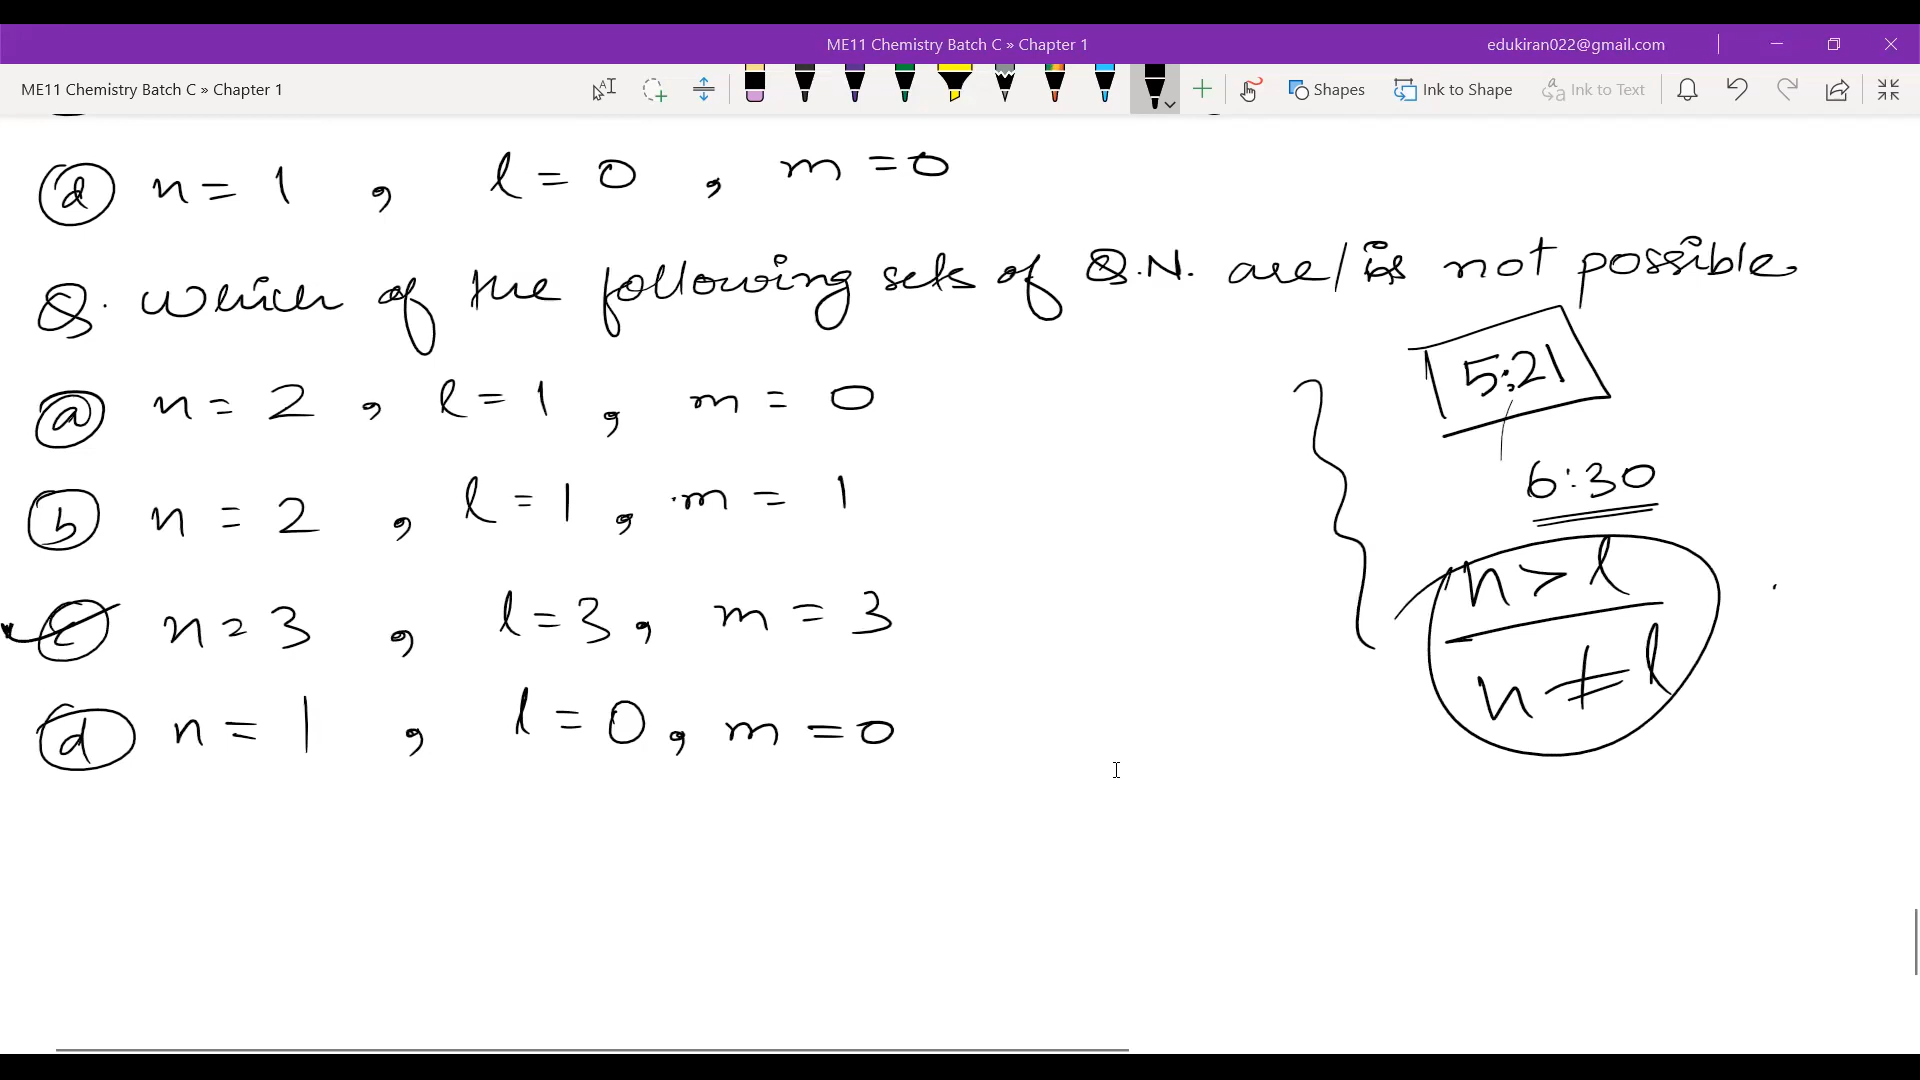 ME11 Chemistry Batch C » Chapter 1
edukiran022@gmail.com
ME11 Chemistry Batch C » Chapter 1
Shapes Ink to Shape Ink to Text
(d) n = 1 , l = 0 , m = 0
Q. which of the following sets of Q.N. are/is not possible
5:21
(a) n = 2 , l = 1 , m = 0
6:30
(b) n = 2 , l = 1 , m = 1
n > l
(c) n = 3 , l = 3 , m = 3
n ≠ l
(d) n = 1 , l = 0 , m = 0